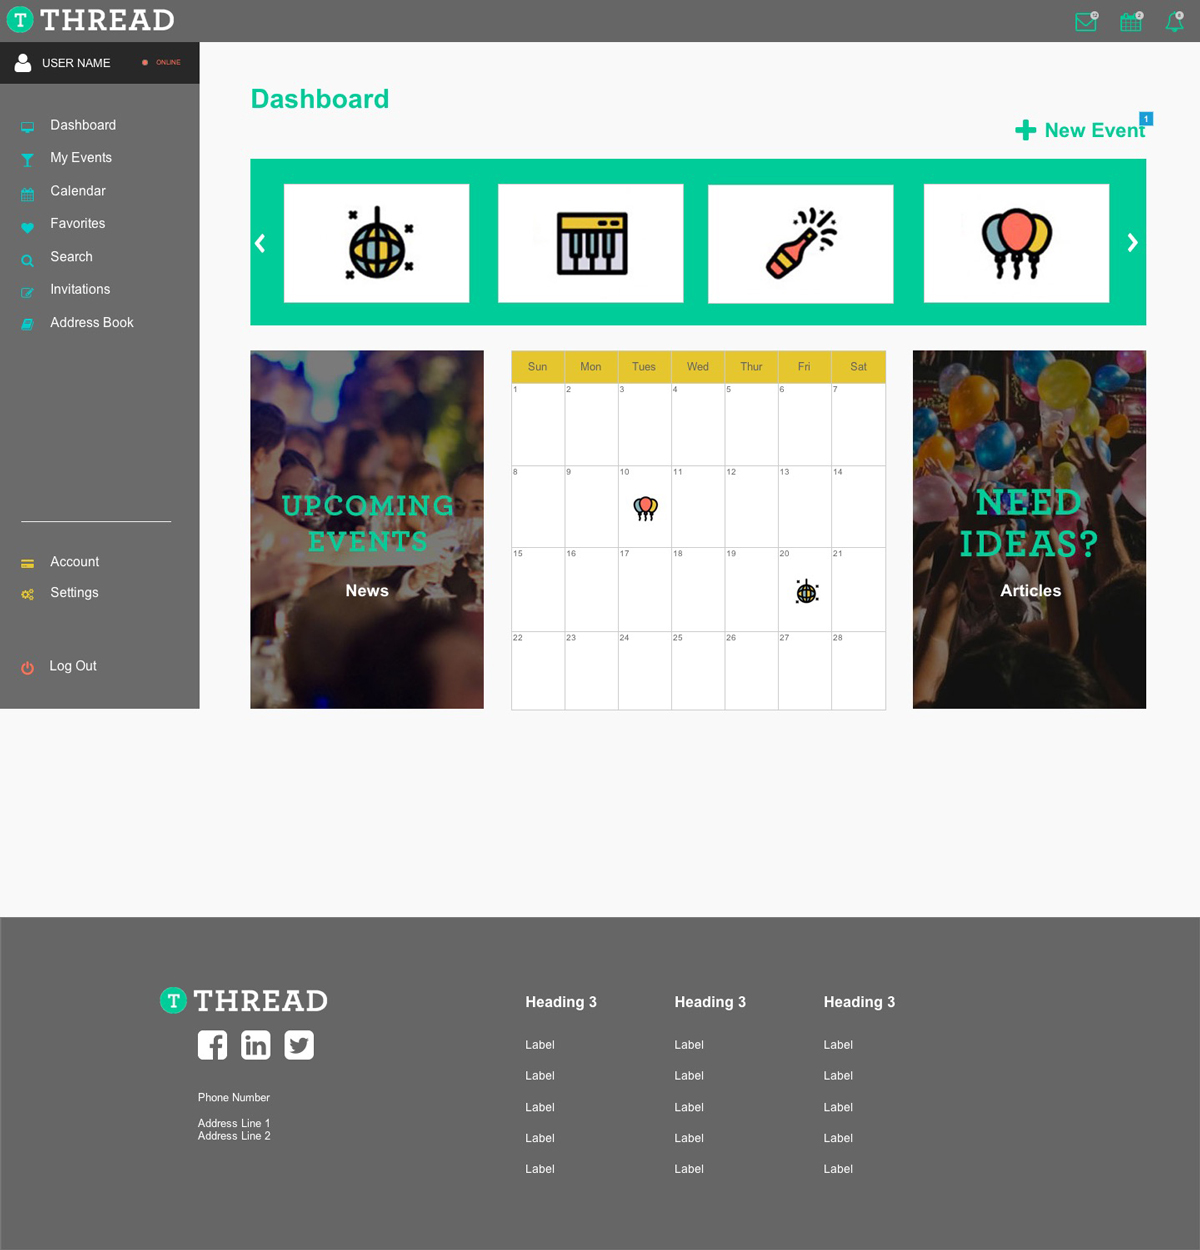 T THREAD
12
2
6
USER NAME
ONLINE
Dashboard
My Events
Calendar
Favorites
Search
Invitations
Address Book
Account
Settings
Log Out
Dashboard
New Event
1
UPCOMING
EVENTS
News
Sun Mon Tues Wed Thur Fri Sat
1 2 3 4 5 6 7
8 9 10 11 12 13 14
15 16 17 18 19 20 21
22 23 24 25 26 27 28
NEED
IDEAS?
Articles
T THREAD
Phone Number
Address Line 1
Address Line 2
Heading 3 Heading 3 Heading 3
Label Label Label
Label Label Label
Label Label Label
Label Label Label
Label Label Label